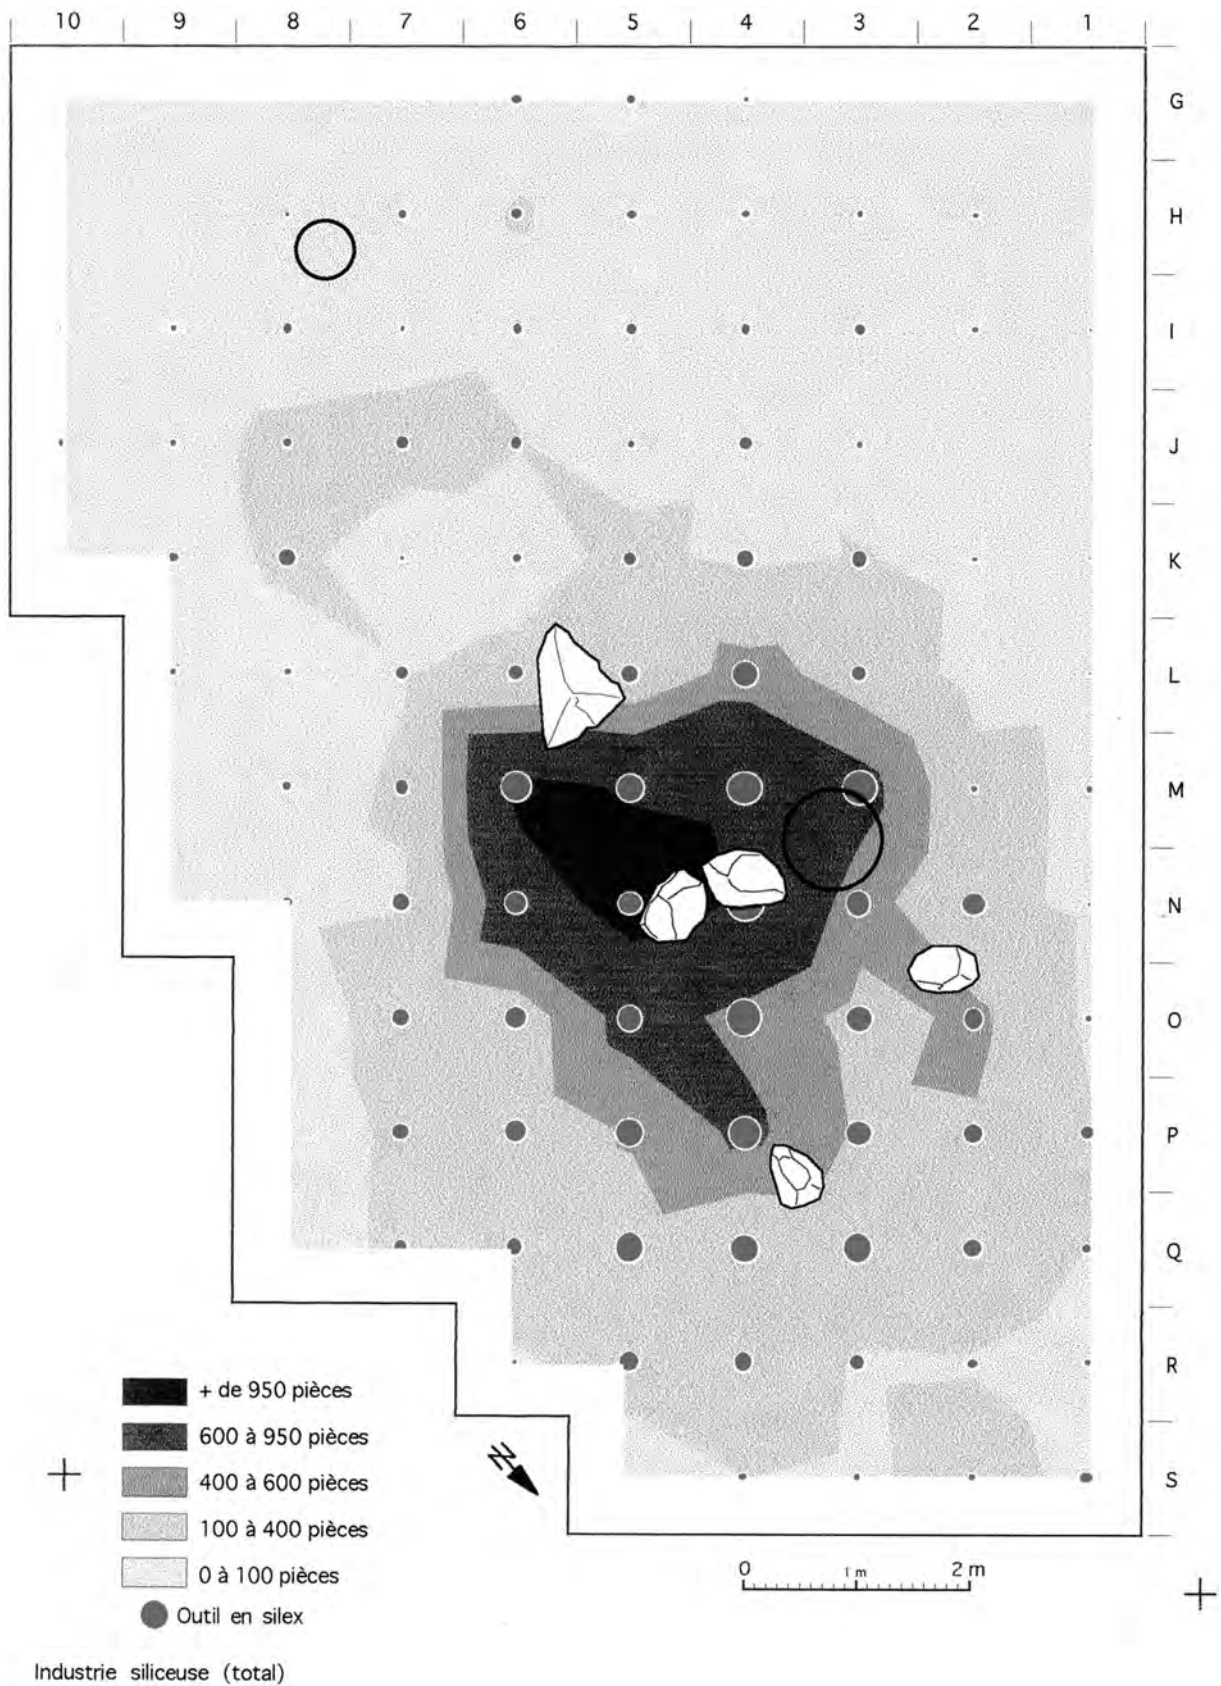 10 9 8 7 6 5 4 3 2 1
G
H
I
J
K
L
M
N
O
P
Q
R
S
+ de 950 pièces
600 à 950 pièces
400 à 600 pièces
100 à 400 pièces
0 à 100 pièces
Outil en silex
N
0 1 m 2 m
Industrie siliceuse (total)